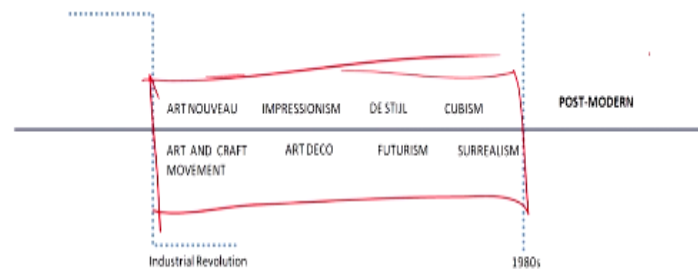 ART NOUVEAU IMPRESSIONISM DE STIJL CUBISM POST-MODERN
ART AND CRAFT ART DECO FUTURISM SURREALISM
MOVEMENT
Industrial Revolution 1980s